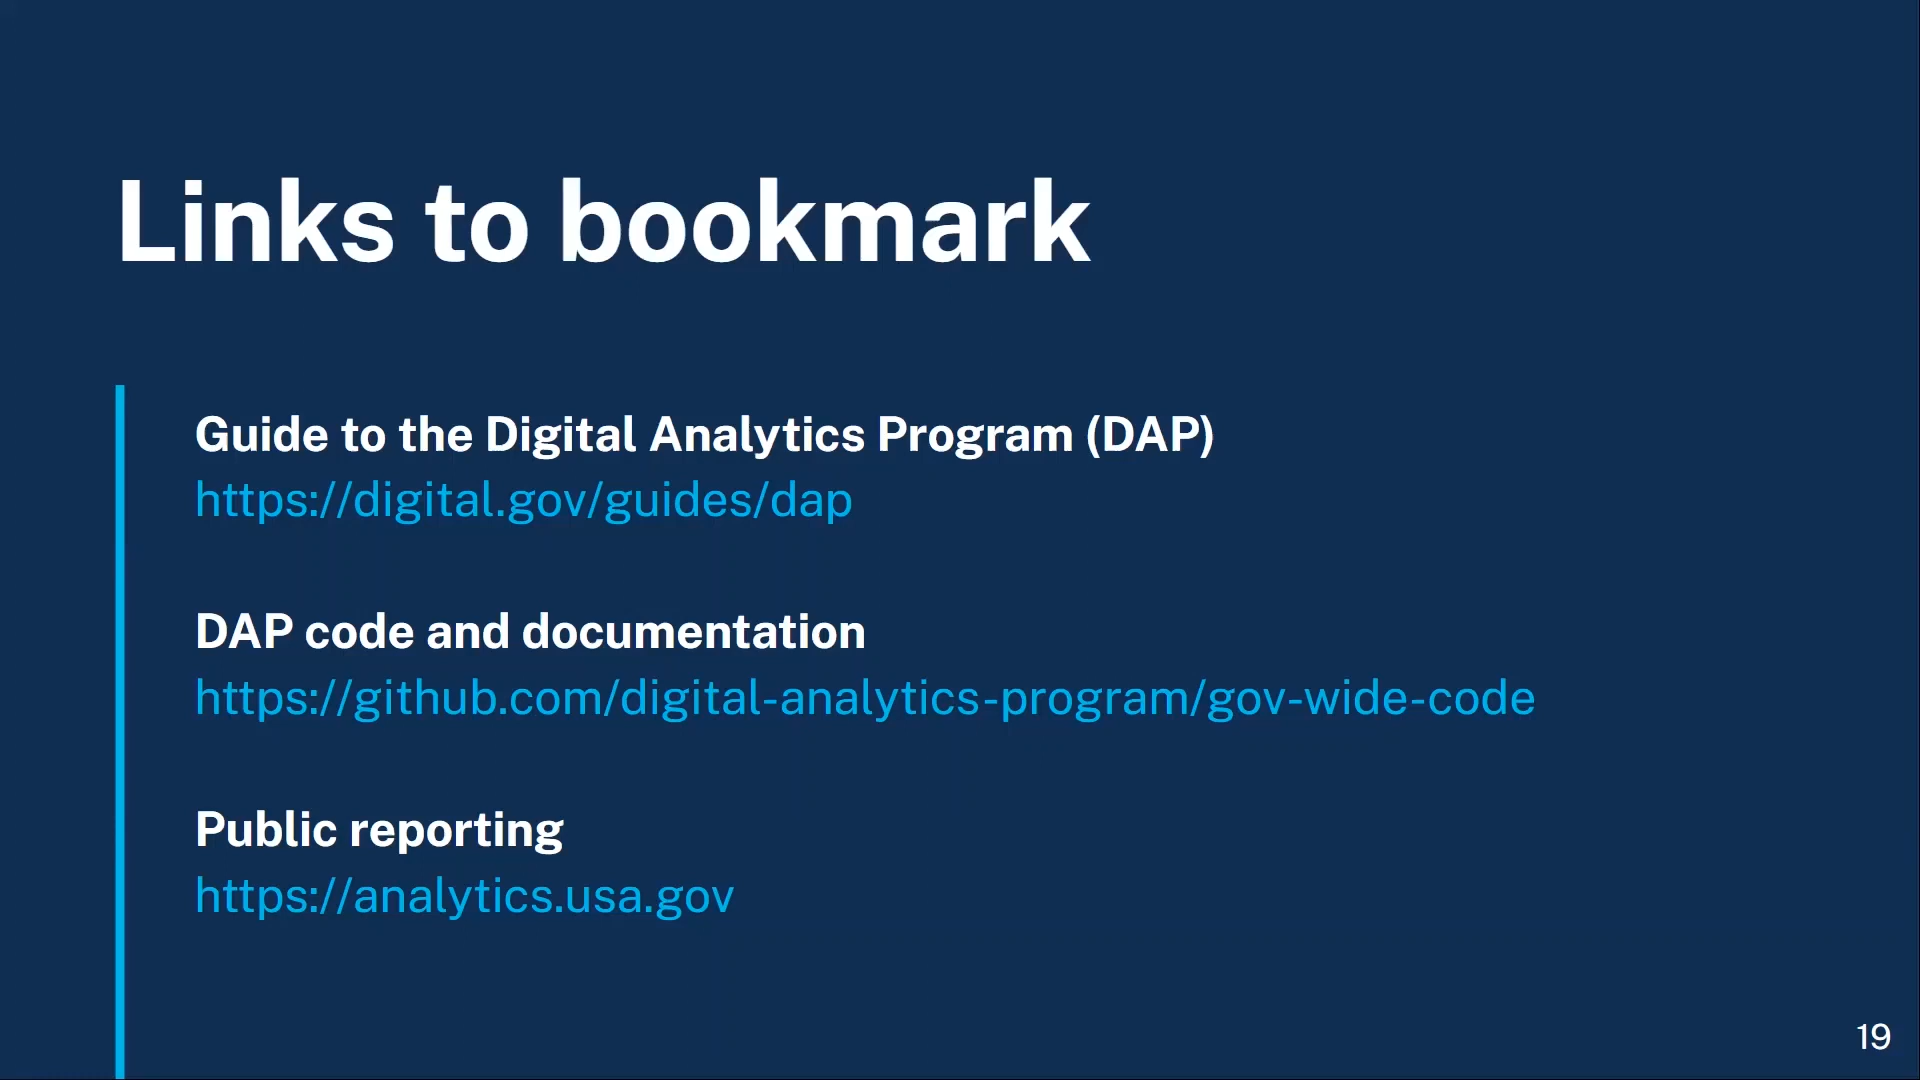 Links to bookmark
Guide to the Digital Analytics Program (DAP)
https://digital.gov/guides/dap
DAP code and documentation
https://github.com/digital-analytics-program/gov-wide-code
Public reporting
https://analytics.usa.gov
19